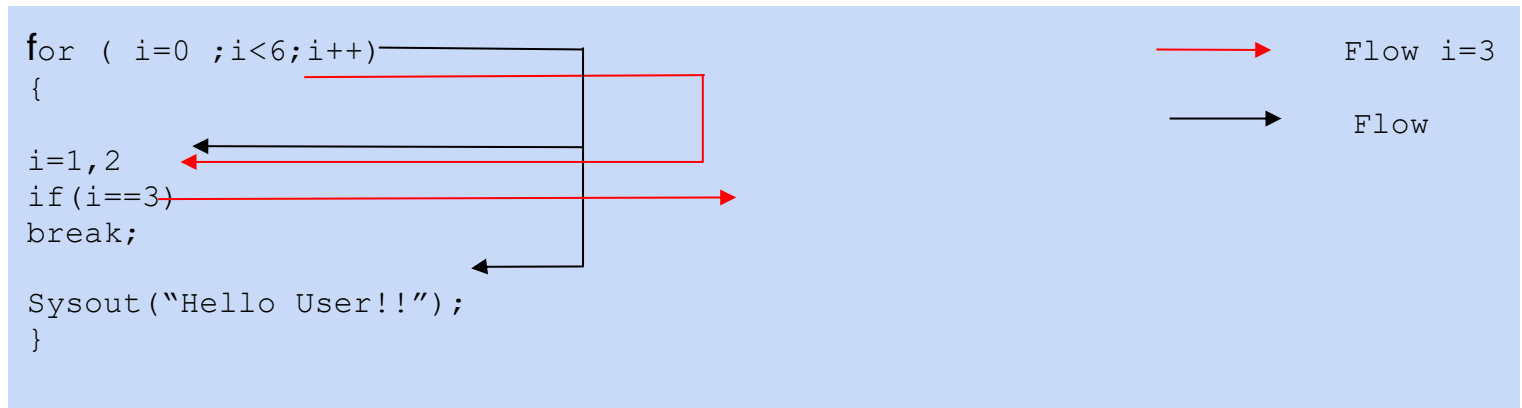 for ( i=0 ;i<6;i++)
{
i=1,2
if(i==3)
break;
Sysout(“Hello User!!”);
}
Flow i=3
Flow